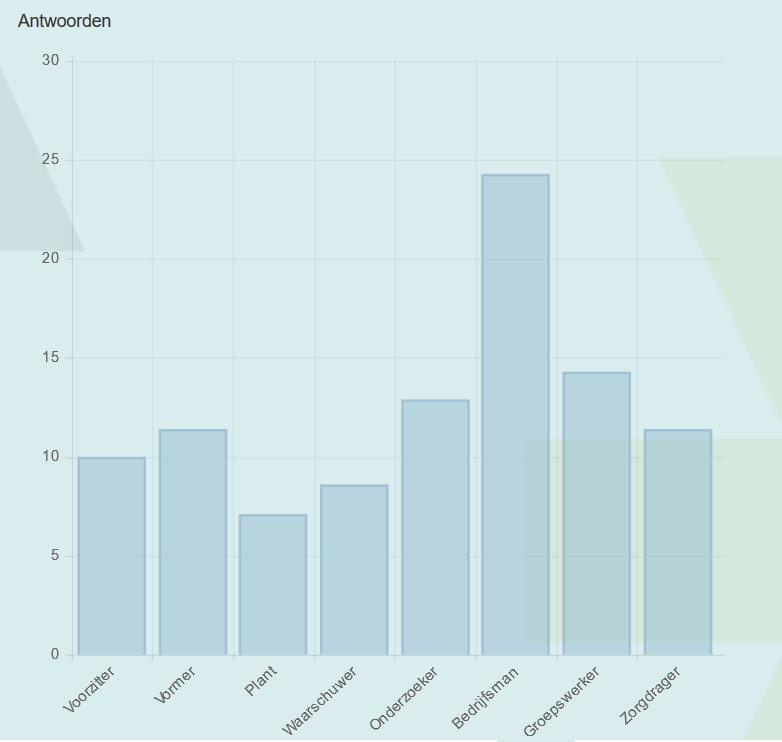 Antwoorden
30
25
20
15
10
5
0
Voorzitter
Vormer
Plant
Waarschuwer
Onderzoeker
Bedrijfsman
Groepswerker
Zorgdrager